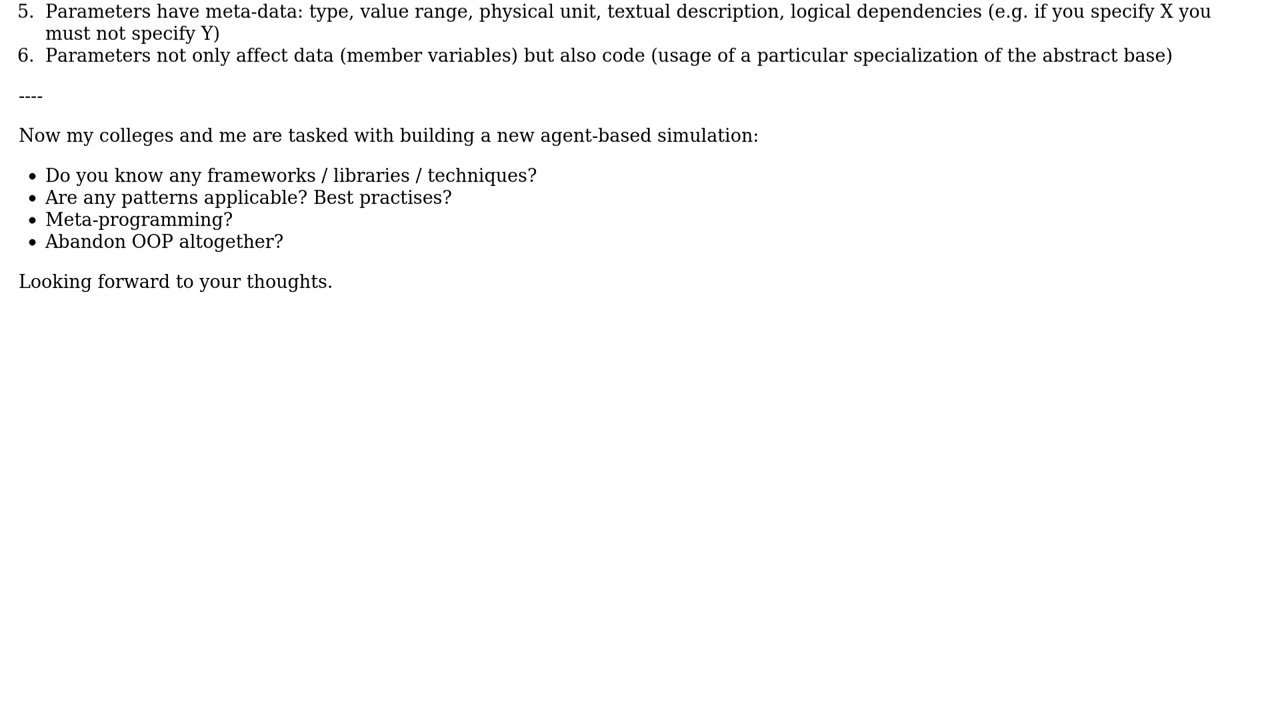 5. Parameters have meta-data: type, value range, physical unit, textual description, logical dependencies (e.g. if you specify X you
must not specify Y)
6. Parameters not only affect data (member variables) but also code (usage of a particular specialization of the abstract base)
----
Now my colleges and me are tasked with building a new agent-based simulation:
• Do you know any frameworks / libraries / techniques?
• Are any patterns applicable? Best practises?
• Meta-programming?
• Abandon OOP altogether?
Looking forward to your thoughts.